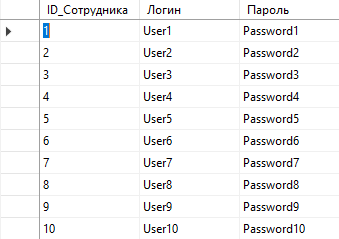 ID_Сотрудника Логин Пароль
1 User1 Password1
2 User2 Password2
3 User3 Password3
4 User4 Password4
5 User5 Password5
6 User6 Password6
7 User7 Password7
8 User8 Password8
9 User9 Password9
10 User10 Password10